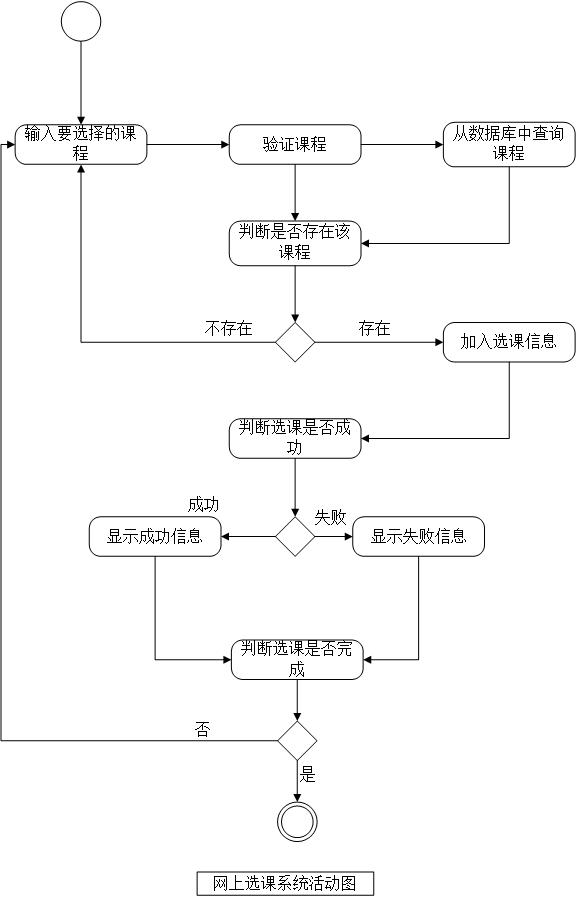 输入要选择的课
程
验证课程
从数据库中查询
课程
判断是否存在该
课程
不存在
存在
加入选课信息
判断选课是否成
功
成功
失败
显示成功信息
显示失败信息
判断选课是否完
成
否
是
网上选课系统活动图